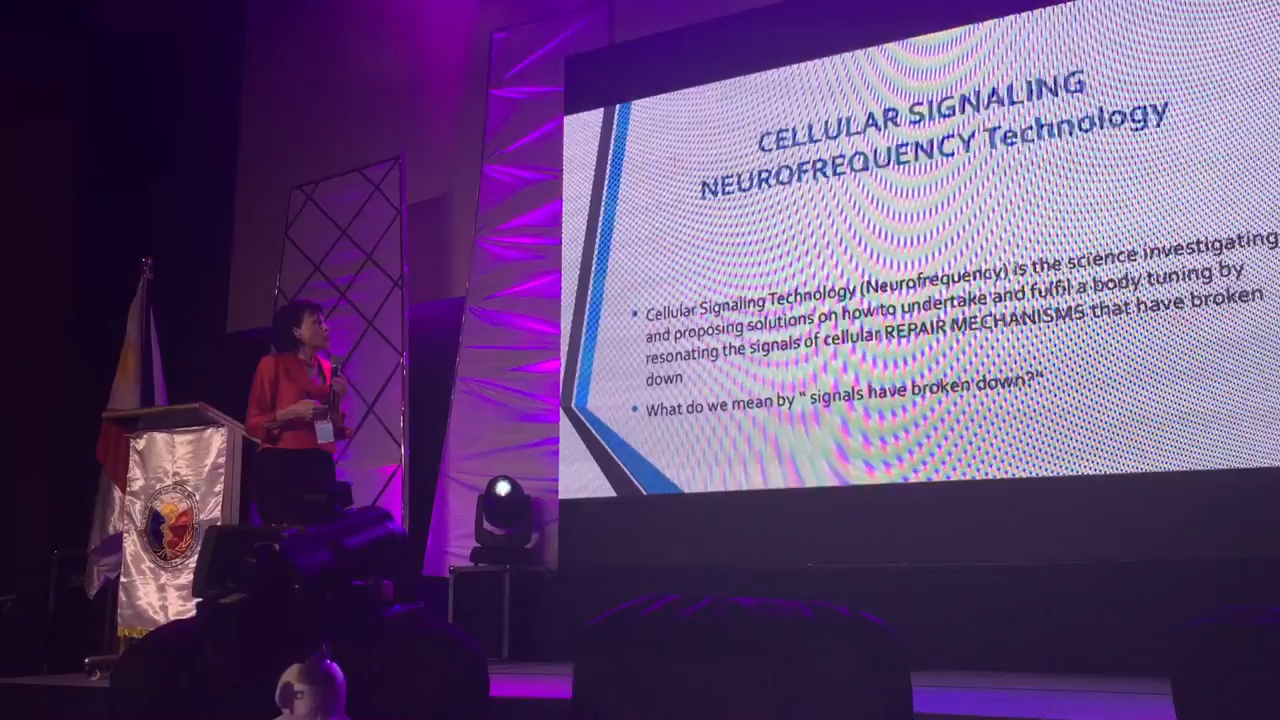 CELLULAR SIGNALING
NEUROFREQUENCY Technology
• Cellular Signaling Technology (Neurofrequency) is the science investigating
and proposing solutions on how to undertake and fulfil a body tuning by
resonating the signals of cellular REPAIR MECHANISMS that have broken
down
• What do we mean by “ signals have broken down?“